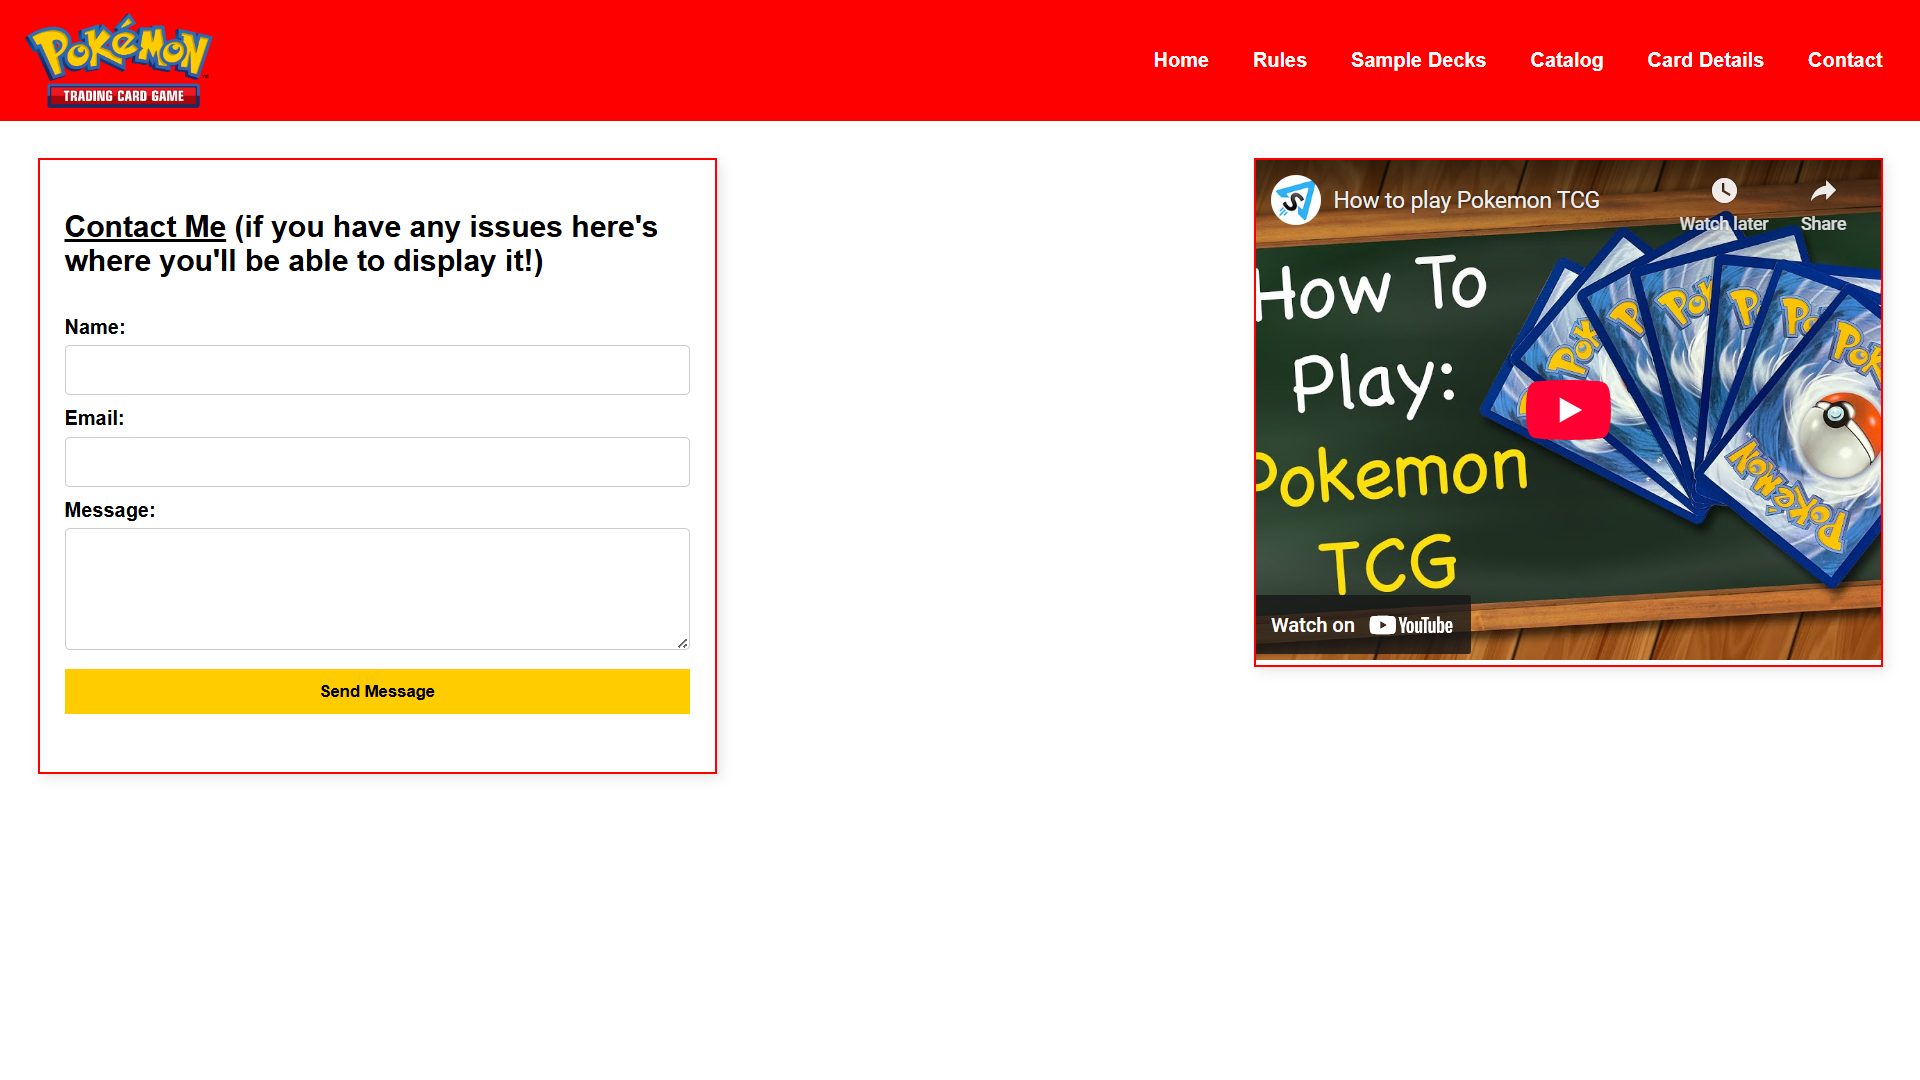 POKéMON
TRADING CARD GAME
Home
Rules
Sample Decks
Catalog
Card Details
Contact
Contact Me (if you have any issues here's
where you'll be able to display it!)
Name:
Email:
Message:
Send Message
How to play Pokemon TCG
Watch later
Share
How To
Play:
Pokemon
TCG
Watch on YouTube